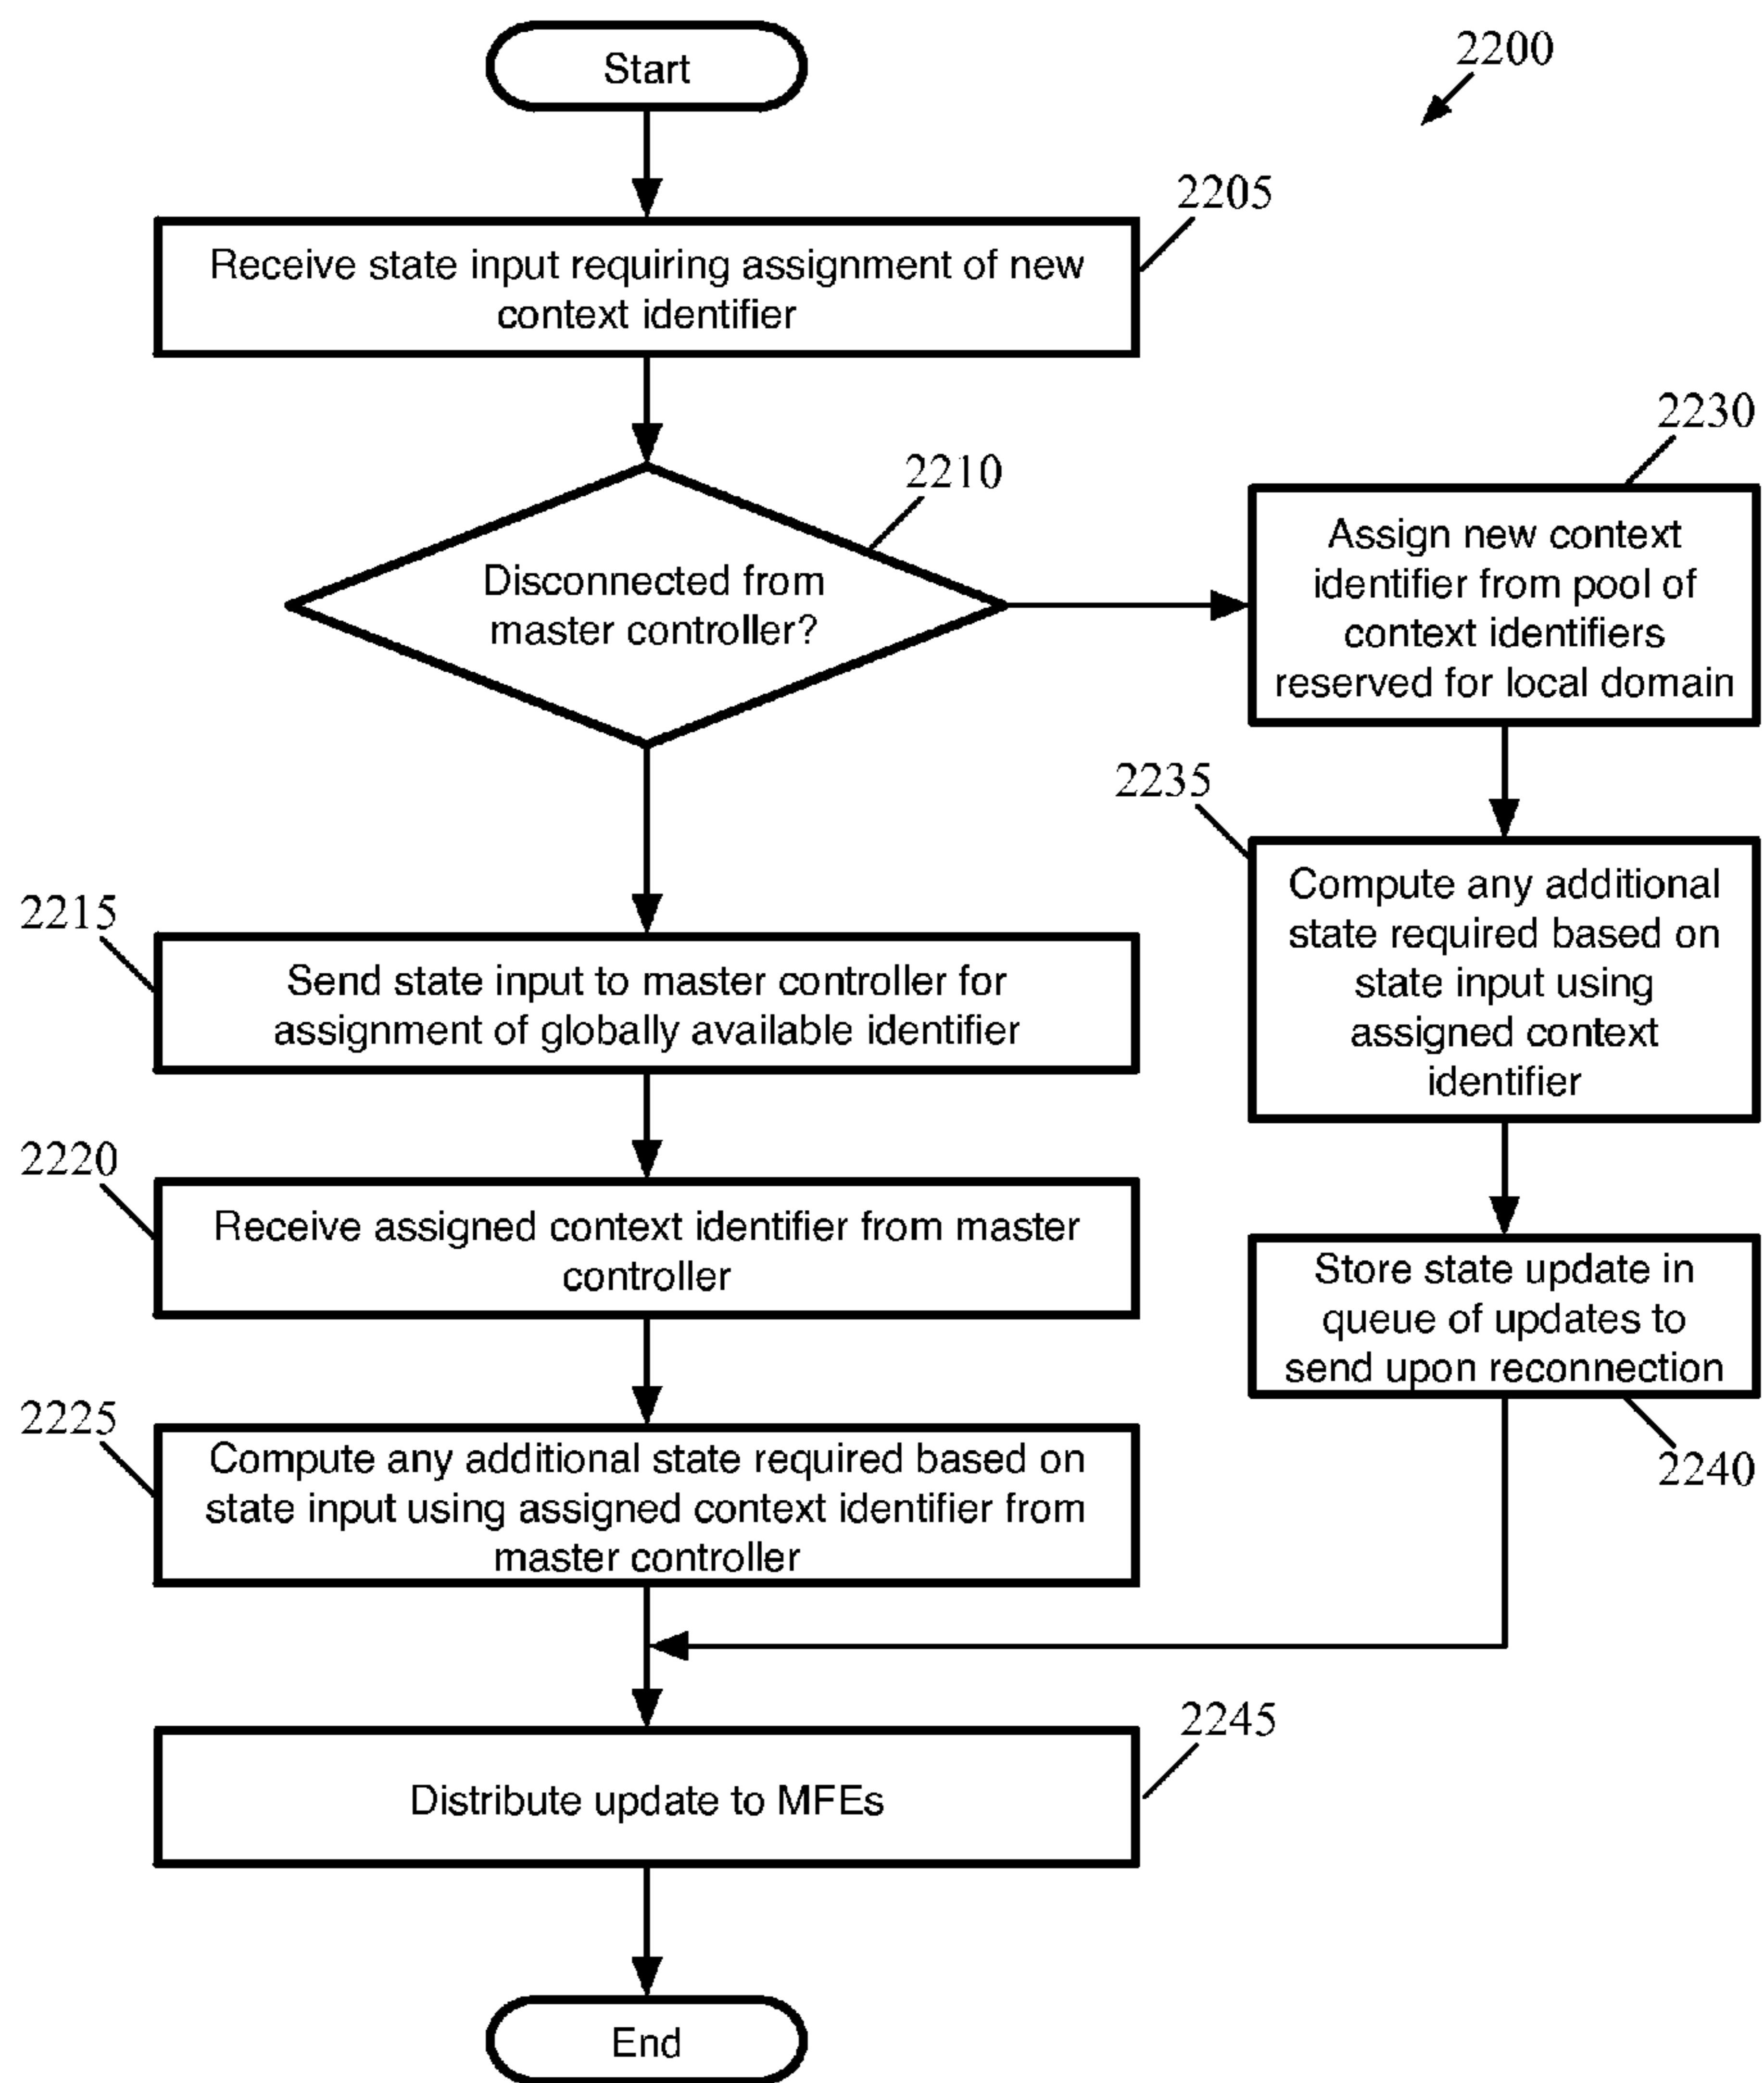 Start
2200
2205
Receive state input requiring assignment of new
context identifier
2210
Disconnected from
master controller?
2230
Assign new context
identifier from pool of
context identifiers
reserved for local domain
2215
Send state input to master controller for
assignment of globally available identifier
2235
Compute any additional
state required based on
state input using
assigned context
identifier
2220
Receive assigned context identifier from master
controller
Store state update in
queue of updates to
send upon reconnection
2240
2225
Compute any additional state required based on
state input using assigned context identifier from
master controller
2245
Distribute update to MFEs
End